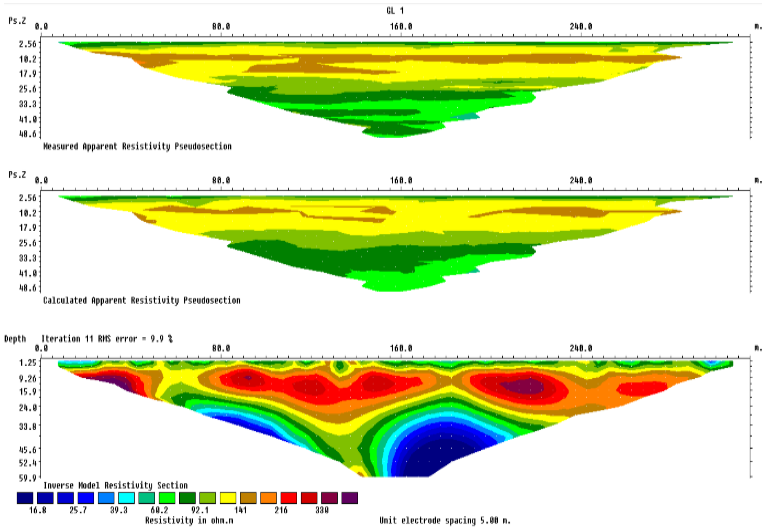 GL 1
Ps.Z 0.0 80.0 160.0 240.0 m.
2.56
10.2
17.9
25.6
33.3
41.0
48.6
Measured Apparent Resistivity Pseudosection
Ps.Z 0.0 80.0 160.0 240.0 m.
2.56
10.2
17.9
25.6
33.3
41.0
48.6
Calculated Apparent Resistivity Pseudosection
Depth Iteration 11 RMS error = 9.9 %
0.0 80.0 160.0 240.0 m.
1.25
9.26
15.9
24.0
33.8
45.6
52.4
59.9
Inverse Model Resistivity Section
16.8 25.7 39.3 60.2 92.1 141 216 330
Resistivity in ohm.m Unit electrode spacing 5.00 m.